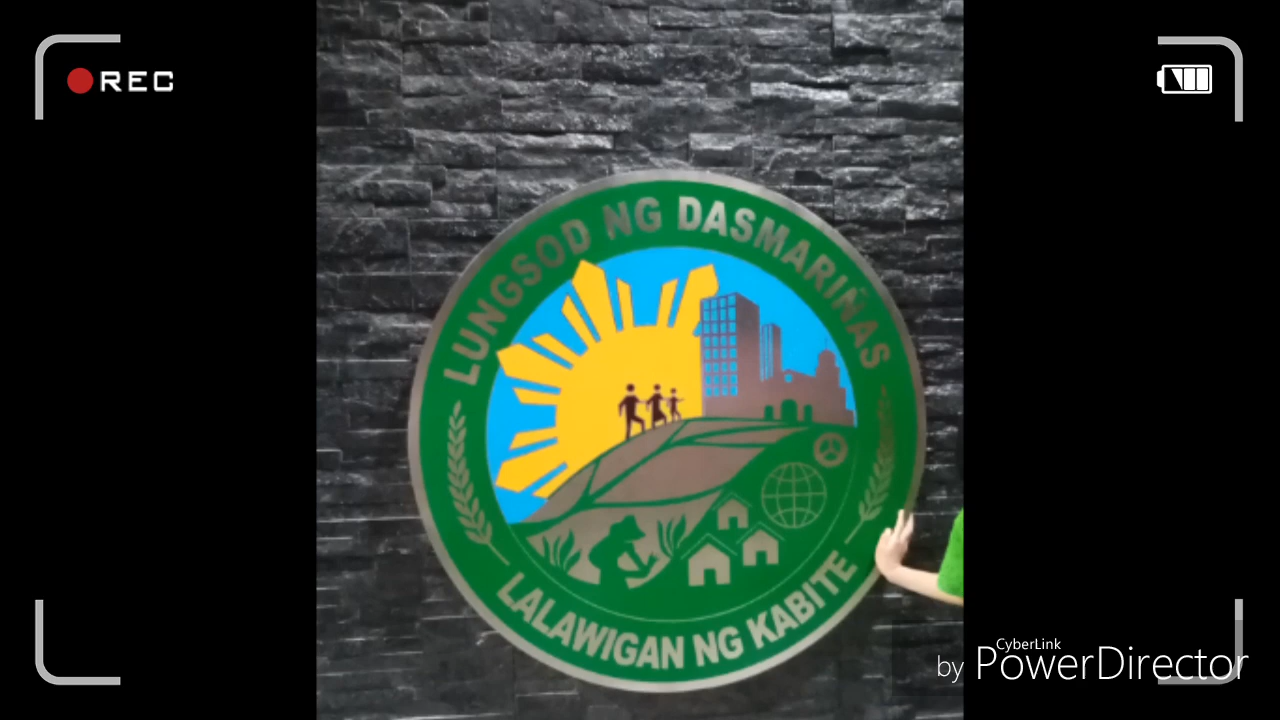 REC
LUNGSOD NG DASMARIÑAS
LALAWIGAN NG KABITE
CyberLink
by PowerDirector